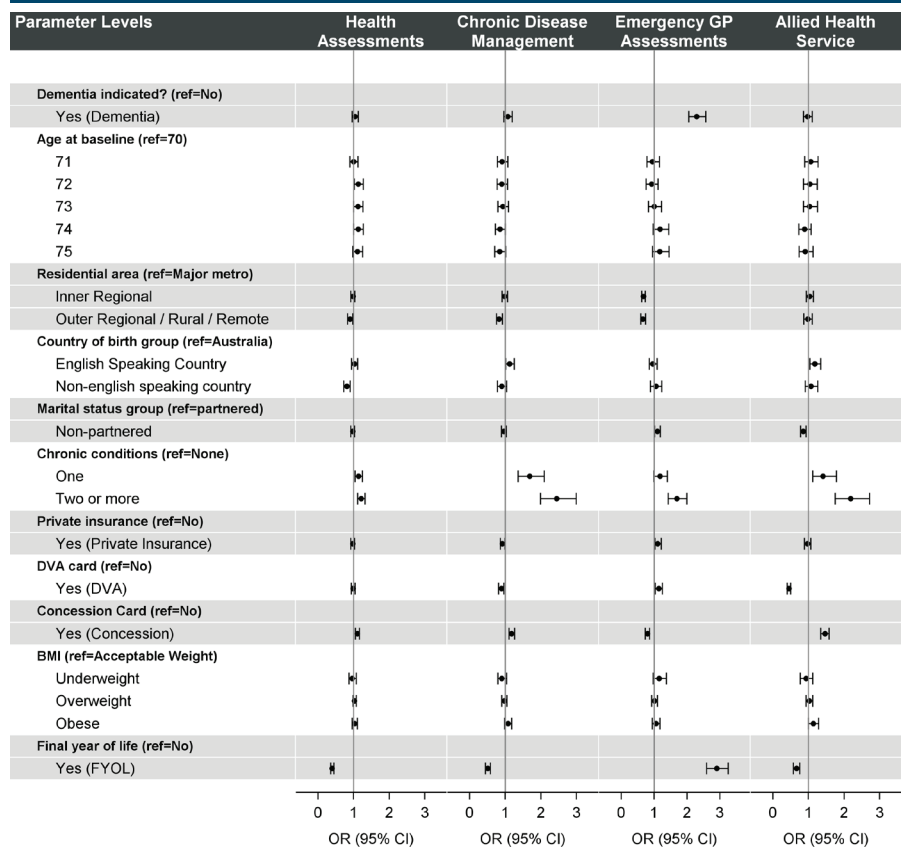 Parameter Levels Health Assessments Chronic Disease Management Emergency GP Assessments Allied Health Service
Dementia indicated? (ref=No)
Yes (Dementia)
Age at baseline (ref=70)
71
72
73
74
75
Residential area (ref=Major metro)
Inner Regional
Outer Regional / Rural / Remote
Country of birth group (ref=Australia)
English Speaking Country
Non-english speaking country
Marital status group (ref=partnered)
Non-partnered
Chronic conditions (ref=None)
One
Two or more
Private insurance (ref=No)
Yes (Private Insurance)
DVA card (ref=No)
Yes (DVA)
Concession Card (ref=No)
Yes (Concession)
BMI (ref=Acceptable Weight)
Underweight
Overweight
Obese
Final year of life (ref=No)
Yes (FYOL)
0 1 2 3 0 1 2 3 0 1 2 3 0 1 2 3
OR (95% CI) OR (95% CI) OR (95% CI) OR (95% CI)